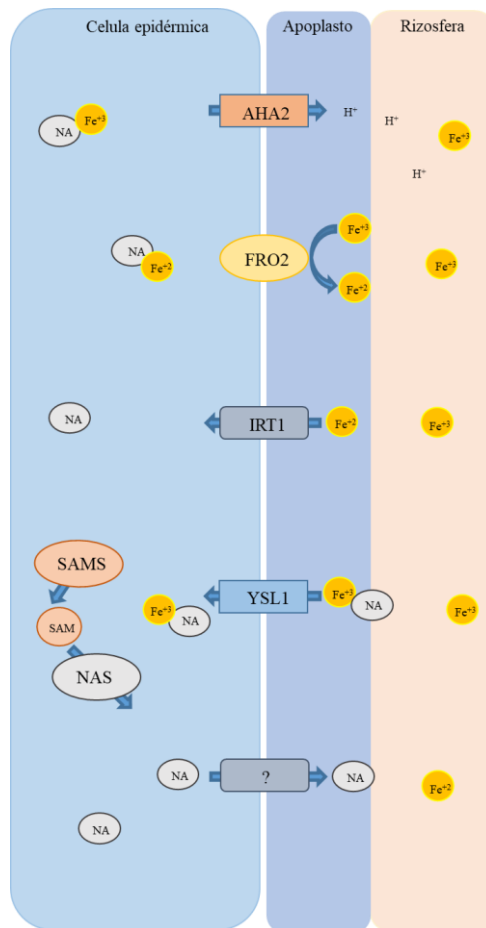 Celula epidérmica
Apoplasto
Rizosfera
NA
Fe+3
AHA2
H+
H+
Fe+3
H+
NA
Fe+2
FRO2
Fe+3
Fe+2
Fe+3
NA
IRT1
Fe+2
Fe+3
SAMS
SAM
NAS
Fe+3
NA
YSL1
Fe+3
NA
Fe+3
NA
?
NA
Fe+2
NA